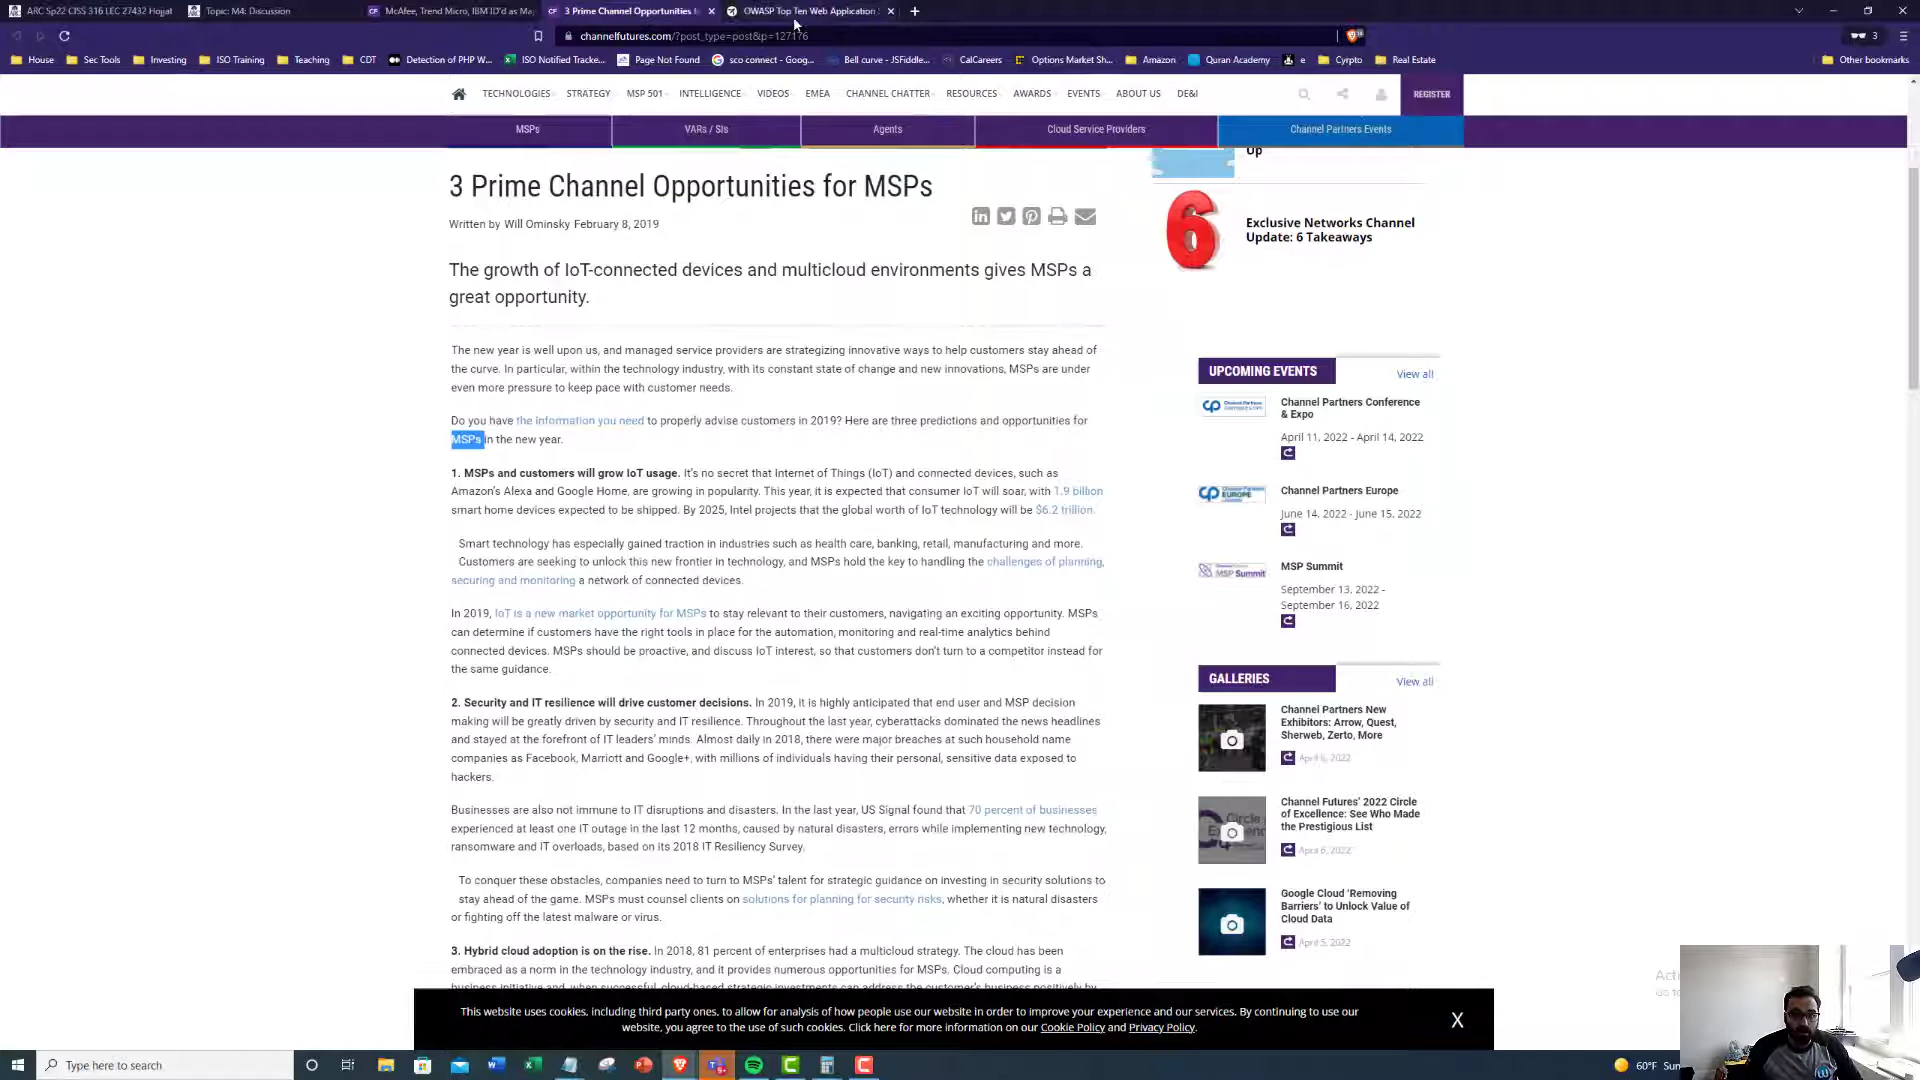 ARC Sp22 CISS 316 LEC 27432 Hojjat
Topic: M4: Discussion
McAfee, Trend Micro, IBM ID'd as Ma
3 Prime Channel Opportunities
OWASP Top Ten Web Application
channelfutures.com/?post_type=post&p=127176
3
House
Sec Tools
Investing
ISO Training
Teaching
CDT
Detection of PHP W...
ISO Notified Tracke...
Page Not Found
sco connect - Goog...
Bell curve - JSFiddle...
CalCareers
Options Market Sh...
Amazon
Quran Academy
e
Cyrpto
Real Estate
Other bookmarks
TECHNOLOGIES
STRATEGY
MSP 501
INTELLIGENCE
VIDEOS
EMEA
CHANNEL CHATTER
RESOURCES
AWARDS
EVENTS
ABOUT US
DE&I
REGISTER
MSPs
VARs / SIs
Agents
Cloud Service Providers
Channel Partners Events
Up
3 Prime Channel Opportunities for MSPs
Written by Will Ominsky February 8, 2019
6
Exclusive Networks Channel
Update: 6 Takeaways
The growth of IoT-connected devices and multicloud environments gives MSPs a
great opportunity.
The new year is well upon us, and managed service providers are strategizing innovative ways to help customers stay ahead of
the curve. In particular, within the technology industry, with its constant state of change and new innovations, MSPs are under
even more pressure to keep pace with customer needs.
Do you have the information you need to properly advise customers in 2019? Here are three predictions and opportunities for
MSPs in the new year.
1. MSPs and customers will grow IoT usage. It's no secret that Internet of Things (IoT) and connected devices, such as
Amazon's Alexa and Google Home, are growing in popularity. This year, it is expected that consumer IoT will soar, with 1.9 billion
smart home devices expected to be shipped. By 2025, Intel projects that the global worth of IoT technology will be $6.2 trillion.
Smart technology has especially gained traction in industries such as health care, banking, retail, manufacturing and more.
Customers are seeking to unlock this new frontier in technology, and MSPs hold the key to handling the challenges of planning,
securing and monitoring a network of connected devices.
In 2019, IoT is a new market opportunity for MSPs to stay relevant to their customers, navigating an exciting opportunity. MSPs
can determine if customers have the right tools in place for the automation, monitoring and real-time analytics behind
connected devices. MSPs should be proactive, and discuss IoT interest, so that customers don't turn to a competitor instead for
the same guidance.
2. Security and IT resilience will drive customer decisions. In 2019, it is highly anticipated that end user and MSP decision
making will be greatly driven by security and IT resilience. Throughout the last year, cyberattacks dominated the news headlines
and stayed at the forefront of IT leaders' minds. Almost daily in 2018, there were major breaches at such household name
companies as Facebook, Marriott and Google+, with millions of individuals having their personal, sensitive data exposed to
hackers.
Businesses are also not immune to IT disruptions and disasters. In the last year, US Signal found that 70 percent of businesses
experienced at least one IT outage in the last 12 months, caused by natural disasters, errors while implementing new technology,
ransomware and IT overloads, based on its 2018 IT Resiliency Survey.
To conquer these obstacles, companies need to turn to MSPs' talent for strategic guidance on investing in security solutions to
stay ahead of the game. MSPs must counsel clients on solutions for planning for security risks, whether it is natural disasters
or fighting off the latest malware or virus.
3. Hybrid cloud adoption is on the rise. In 2018, 81 percent of enterprises had a multicloud strategy. The cloud has been
embraced as a norm in the technology industry, and it provides numerous opportunities for MSPs. Cloud computing is a
business initiative and, when successful, cloud-based strategic investments can address the customer's business positively by
UPCOMING EVENTS
View all
Channel Partners Conference
& Expo
April 11, 2022 - April 14, 2022
Channel Partners Europe
June 14, 2022 - June 15, 2022
MSP Summit
September 13, 2022 -
September 16, 2022
GALLERIES
View all
Channel Partners New
Exhibitors: Arrow, Quest,
Sherweb, Zerto, More
April 6, 2022
Channel Futures' 2022 Circle
of Excellence: See Who Made
the Prestigious List
April 6, 2022
Google Cloud 'Removing
Barriers' to Unlock Value of
Cloud Data
April 5, 2022
This website uses cookies, including third party ones, to allow for analysis of how people use our website in order to improve your experience and our services. By continuing to use our
website, you agree to the use of such cookies. Click here for more information on our Cookie Policy and Privacy Policy.
X
Type here to search
60°F Sun